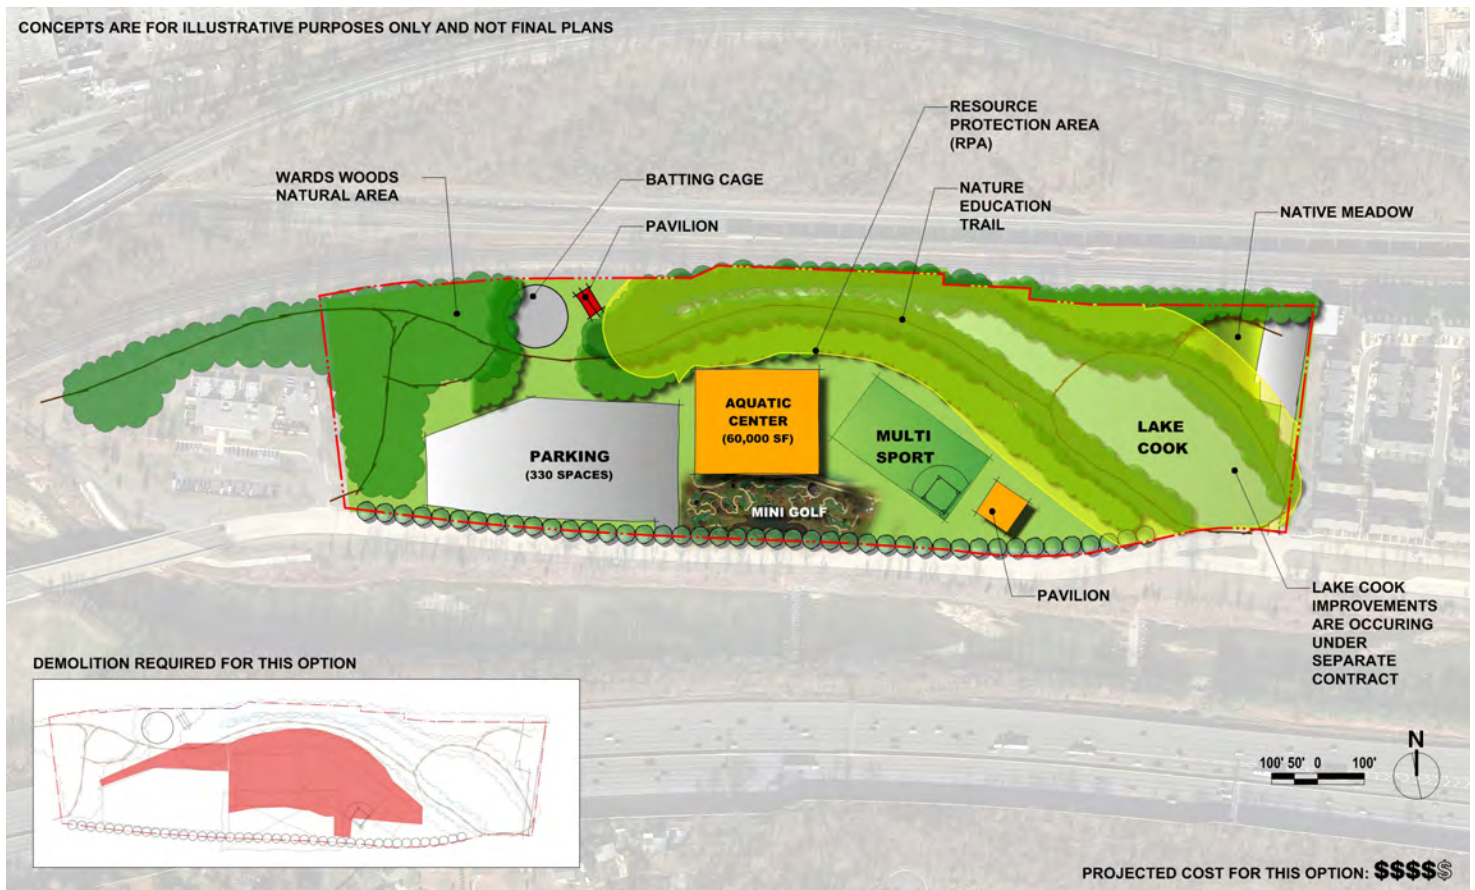 CONCEPTS ARE FOR ILLUSTRATIVE PURPOSES ONLY AND NOT FINAL PLANS
RESOURCE
PROTECTION AREA
(RPA)
WARDS WOODS
NATURAL AREA
BATTING CAGE
PAVILION
NATURE
EDUCATION
TRAIL
NATIVE MEADOW
AQUATIC
CENTER
(60,000 SF)
PARKING
(330 SPACES)
MULTI
SPORT
LAKE
COOK
MINI GOLF
PAVILION
LAKE COOK
IMPROVEMENTS
ARE OCCURING
UNDER
SEPARATE
CONTRACT
DEMOLITION REQUIRED FOR THIS OPTION
N
100' 50' 0 100'
PROJECTED COST FOR THIS OPTION: $$$$$